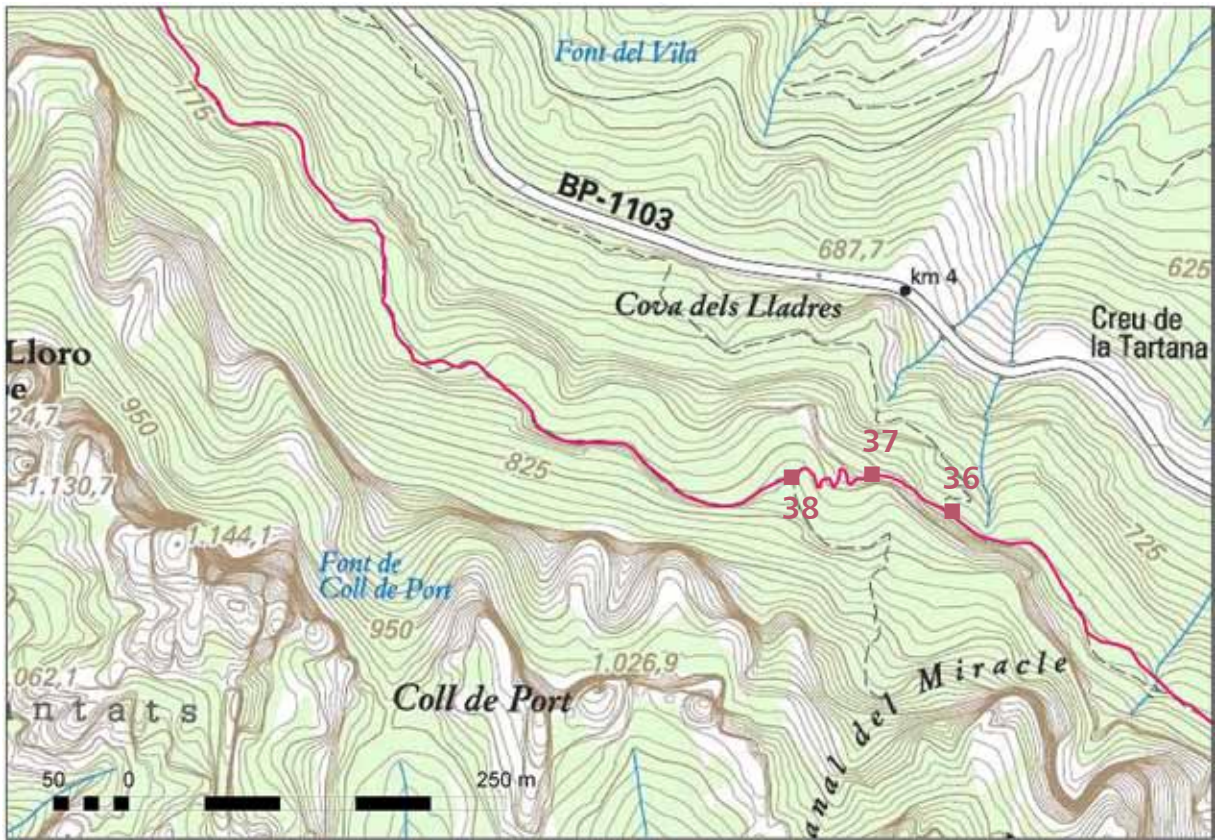 Font del Vila
775
BP-1103
687,7
km 4
625
Cova dels Lladres
Creu de
la Tartana
Lloro
be
24,7
950
1.130,7
825
37
36
38
725
1.144,1
Font de
Coll de Port
950
1.026,9
062,1
Miracle
ntats
Coll de Port
anal del
50 0 250 m